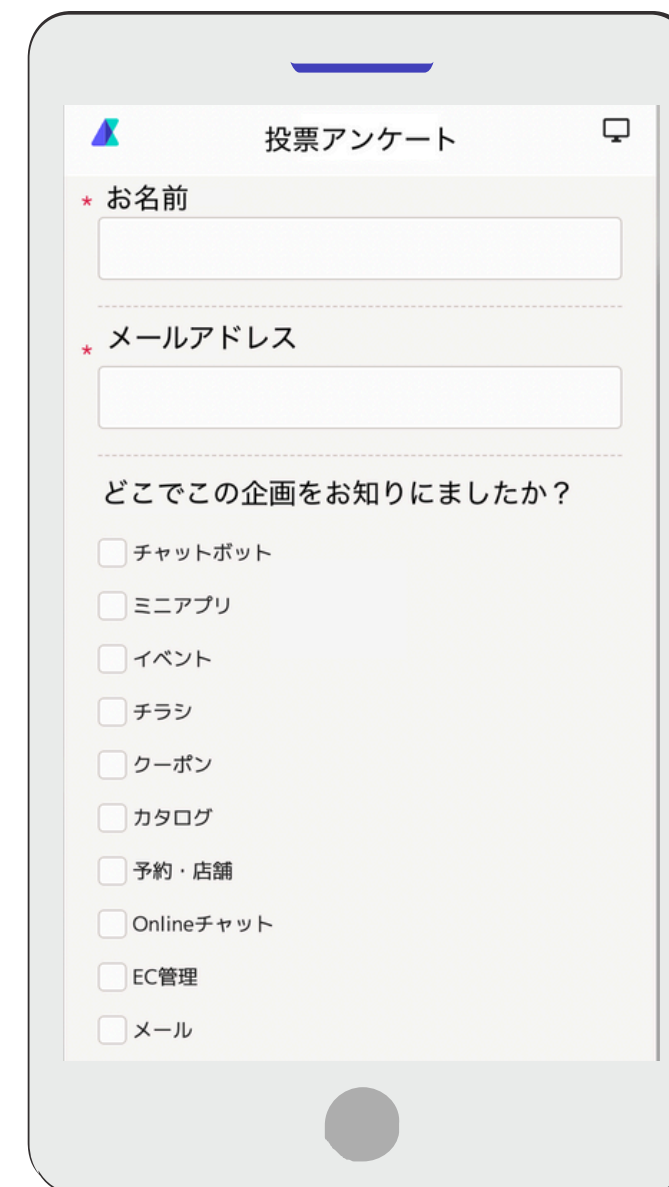 投票アンケート
* お名前
* メールアドレス
どこでこの企画をお知りにましたか？
チャットボット
ミニアプリ
イベント
チラシ
クーポン
カタログ
予約・店舗
Onlineチャット
EC管理
メール